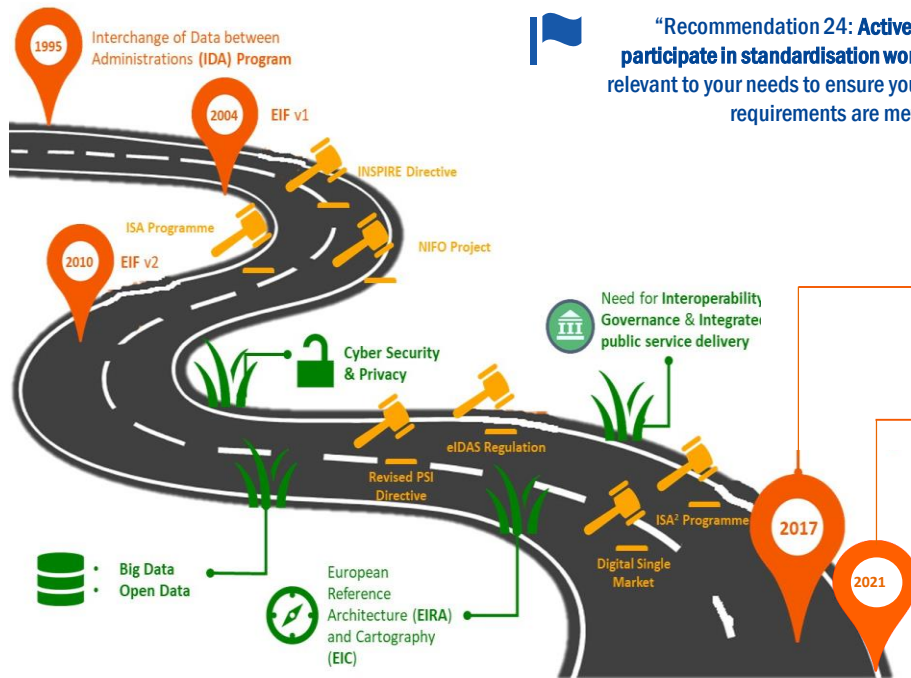 "Recommendation 24: Active
participate in standardisation wor
relevant to your needs to ensure you
requirements are me
1995
Interchange of Data between
Administrations (IDA) Program
2004
EIF v1
INSPIRE Directive
ISA Programme
NIFO Project
2010
EIF v2
Need for Interoperability
Governance & Integrate
public service delivery
Cyber Security
& Privacy
eIDAS Regulation
Revised PSI
Directive
ISA² Programme
2017
Digital Single
Market
2021
• Big Data
• Open Data
European
Reference
Architecture (EIRA)
and Cartography
(EIC)